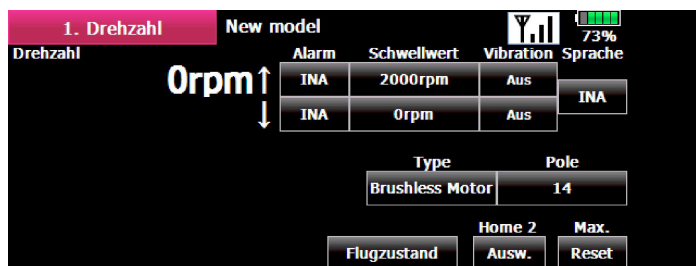 1. Drehzahl New model 73%
Drehzahl Alarm Schwellwert Vibration Sprache
0rpm↑ INA 2000rpm Aus INA
↓ INA 0rpm Aus
Type Pole
Brushless Motor 14
Home 2 Max.
Flugzustand Ausw. Reset